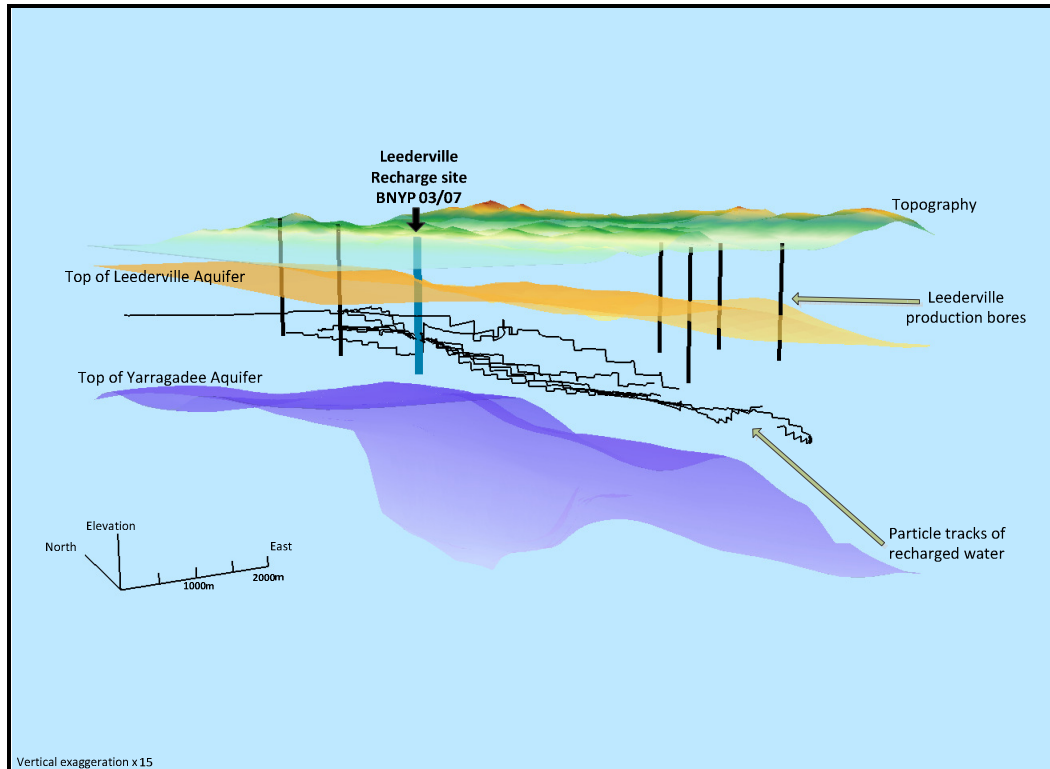 Leederville
Recharge site
BNYP 03/07
Topography
Top of Leederville Aquifer
Leederville
production bores
Top of Yarragadee Aquifer
Elevation
North
East
1000m
2000m
Particle tracks of
recharged water
Vertical exaggeration x 15